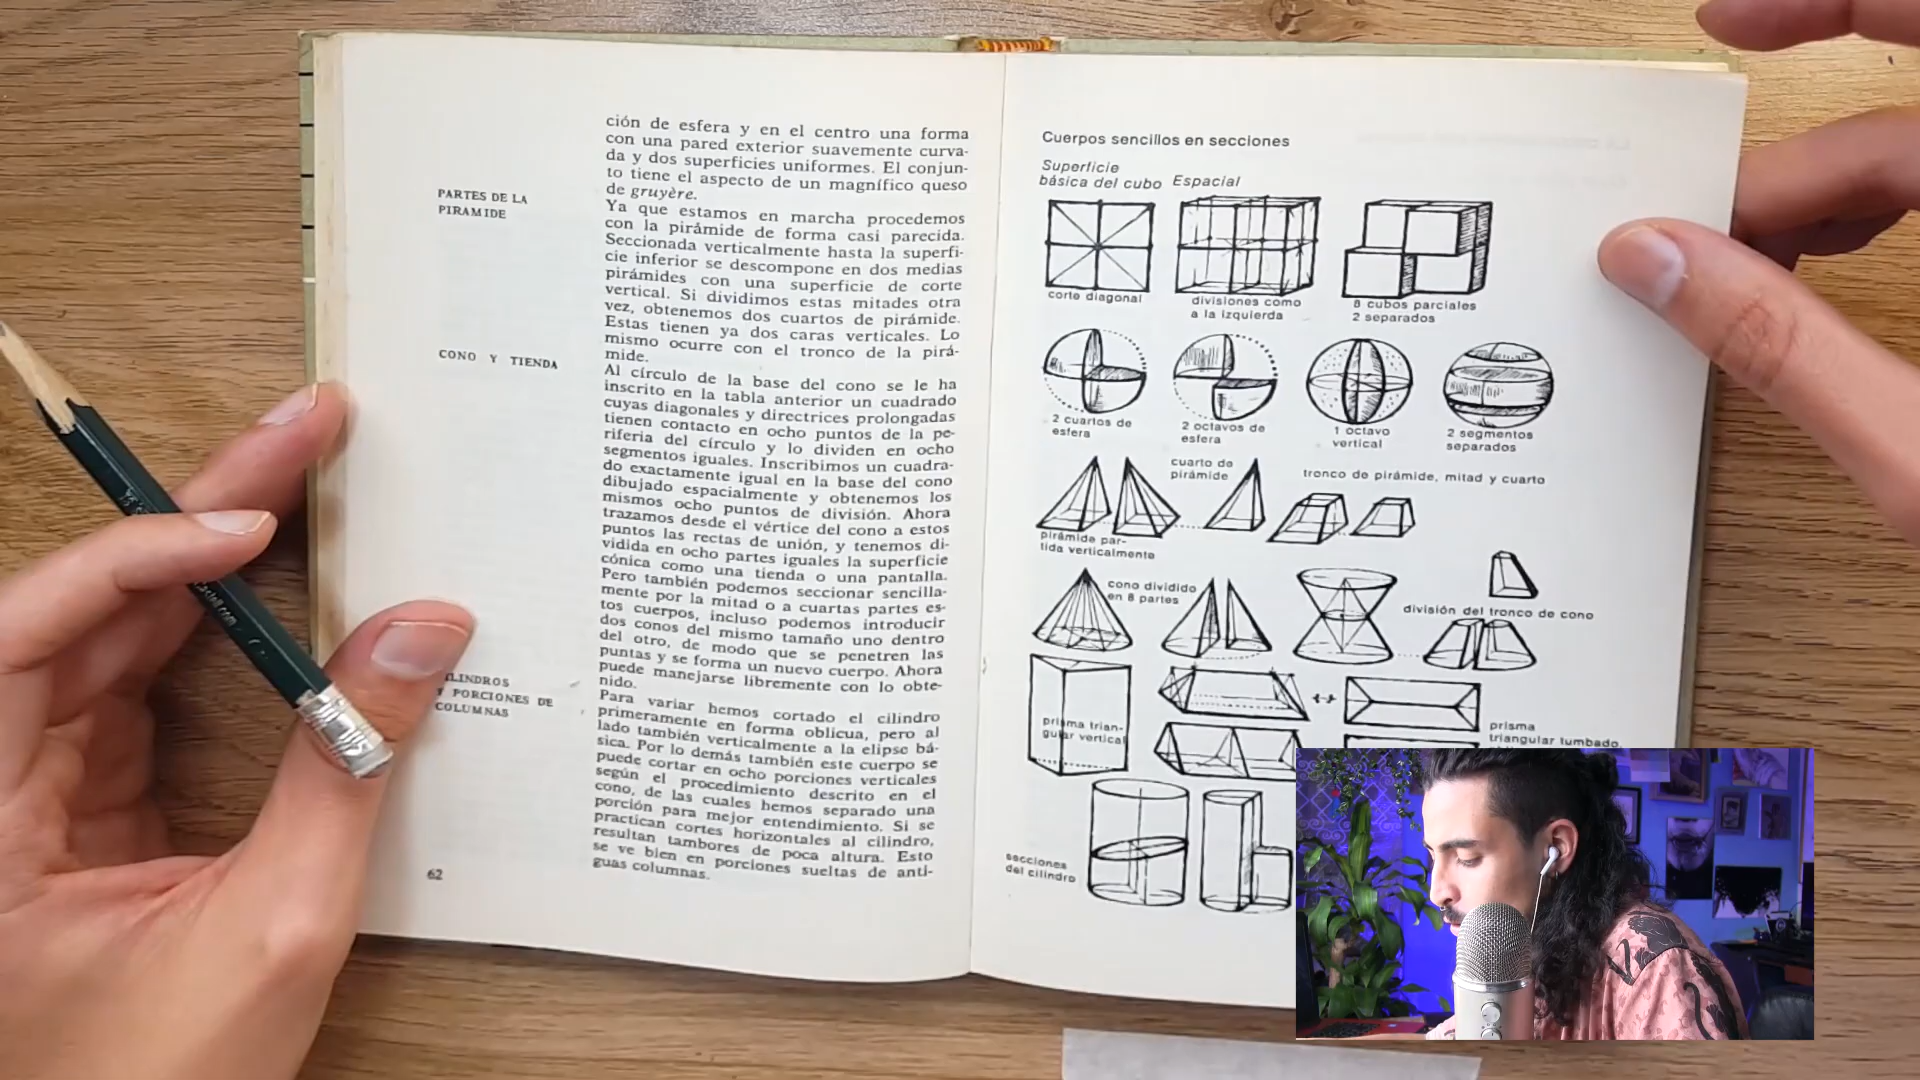 ción de esfera y en el centro una forma
con una pared exterior suavemente curva-
da y dos superficies uniformes. El conjun-
to tiene el aspecto de un magnífico queso
de gruyère.
PARTES DE LA
PIRAMIDE
Ya que estamos en marcha procedemos
con la pirámide de forma casi parecida.
Seccionada verticalmente hasta la superfi-
cie inferior se descompone en dos medias
pirámides con una superficie de corte
vertical. Si dividimos estas mitades otra
vez, obtenemos dos cuartos de pirámide.
Estas tienen ya dos caras verticales. Lo
mismo ocurre con el tronco de la pirá-
mide.
CONO Y TIENDA
Al círculo de la base del cono se le ha
inscrito en la tabla anterior un cuadrado
cuyas diagonales y directrices prolongadas
tienen contacto en ocho puntos de la pe-
riferia del círculo y lo dividen en ocho
segmentos iguales. Inscribimos un cuadra-
do exactamente igual en la base del cono
dibujado espacialmente y obtenemos los
mismos ocho puntos de división. Ahora
trazamos desde el vértice del cono a estos
puntos las rectas de unión, y tenemos di-
vidida en ocho partes iguales la superficie
cónica como una tienda o una pantalla.
Pero también podemos seccionar sencilla-
mente por la mitad o a cuartas partes es-
tos cuerpos, incluso podemos introducir
dos conos del mismo tamaño uno dentro
del otro, de modo que se penetren las
puntas y se forma un nuevo cuerpo. Ahora
puede manejarse libremente con lo obte-
nido.
LINDROS
Y PORCIONES DE
COLUMNAS
Para variar hemos cortado el cilindro
primeramente en forma oblicua, pero al
lado también verticalmente a la elipse bá-
sica. Por lo demás también este cuerpo se
puede cortar en ocho porciones verticales
según el procedimiento descrito en el
cono, de las cuales hemos separado una
porción para mejor entendimiento. Si se
practican cortes horizontales al cilindro,
resultan tambores de poca altura. Esto
se ve bien en porciones sueltas de anti-
guas columnas.
62
Cuerpos sencillos en secciones
Superficie
básica del cubo
Espacial
corte diagonal
divisiones como
a la izquierda
8 cubos parciales
2 separados
2 cuartos de
esfera
2 octavos de
esfera
1 octavo
vertical
2 segmentos
separados
cuarto de
pirámide
tronco de pirámide, mitad y cuarto
pirámide par-
tida verticalmente
cono dividido
en 8 partes
división del tronco de cono
prisma trian-
gular vertical
prisma
triangular tumbado,
secciones
del cilindro